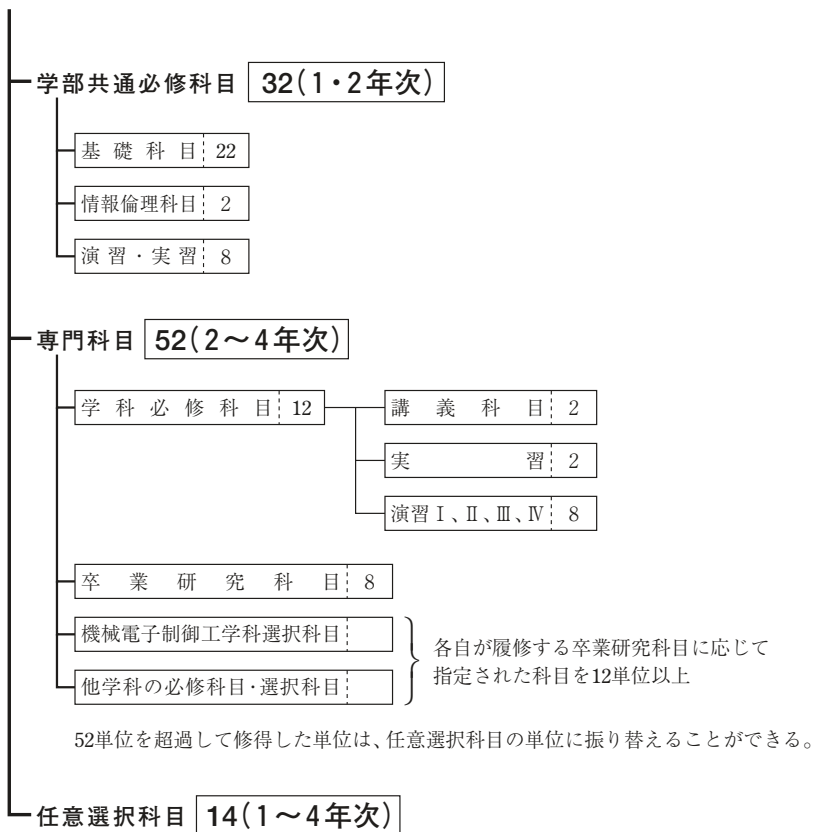 学部共通必修科目 32(1・2年次)
基礎科目 22
情報倫理科目 2
演習・実習 8
専門科目 52(2～4年次)
学科必修科目 12 講義科目 2
実習 2
演習Ⅰ、Ⅱ、Ⅲ、Ⅳ 8
卒業研究科目 8
機械電子制御工学科選択科目
他学科の必修科目・選択科目
各自が履修する卒業研究科目に応じて
指定された科目を12単位以上
52単位を超過して修得した単位は、任意選択科目の単位に振り替えることができる。
任意選択科目 14(1～4年次)